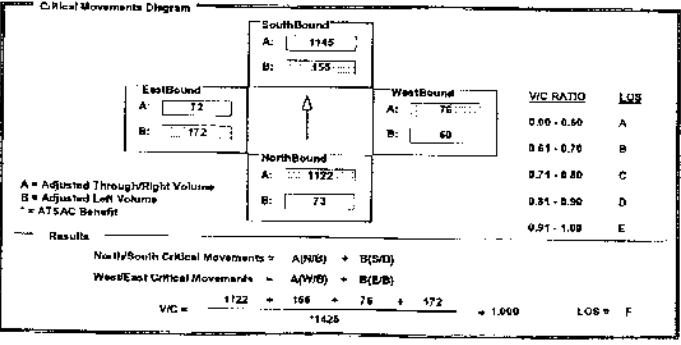 Critical Movements Diagram
SouthBound
A: 1145
B: 155
EastBound
A: 72
B: 172
WestBound
A: 76
B: 60
NorthBound
A: 1122
B: 73
V/C RATIO LOS
0.00 - 0.60 A
0.61 - 0.70 B
0.71 - 0.80 C
0.81 - 0.90 D
0.91 - 1.00 E
A = Adjusted Through/Right Volume
B = Adjusted Left Volume
* = ATSAC Benefit
Results
North/South Critical Movements = A(N/B) + B(S/B)
West/East Critical Movements = A(W/B) + B(E/B)
1122 + + 76 + 172
V/C = = 1.000 LOS = F
*1425